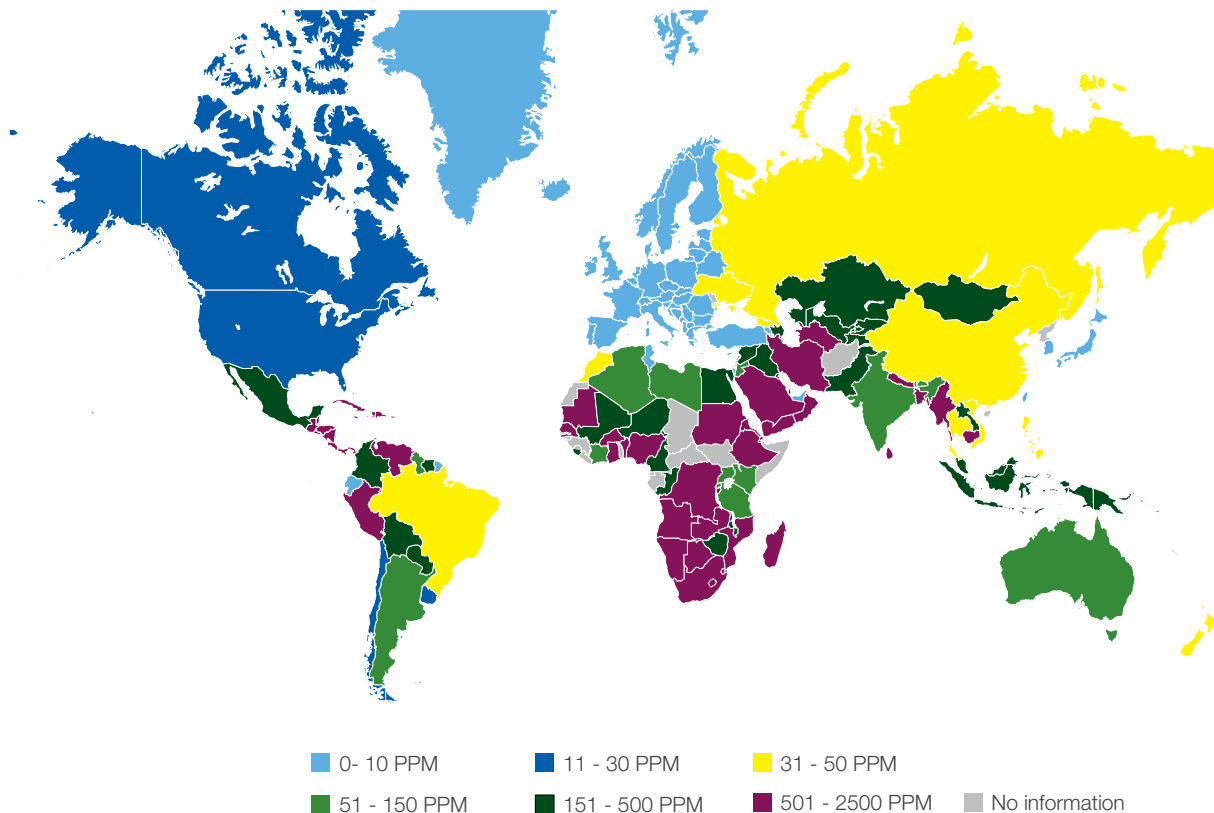 0- 10 PPM
11 - 30 PPM
31 - 50 PPM
51 - 150 PPM
151 - 500 PPM
501 - 2500 PPM
No information